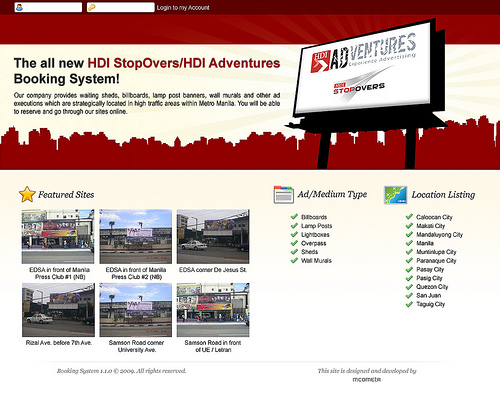 Login to my Account
The all new HDI StopOvers/HDI Adventures
Booking System!
Our company provides waiting sheds, billboards, lamp post banners, wall murals and other ad
executions which are strategically located in high traffic areas within Metro Manila. You will be able
to reserve and go through our sites online.
HDI
ADVENTURES
Experience Advertising
HDI
STOPOVERS
Featured Sites
EDSA in front of Manila
Press Club #1 (NB)
EDSA in front of Manila
Press Club #2 (NB)
EDSA corner De Jesus St.
Rizal Ave. before 7th Ave.
Samson Road corner
University Ave.
Samson Road in front
of UE / Letran
Ad/Medium Type
Billboards
Lamp Posts
Lightboxes
Overpass
Sheds
Wall Murals
Location Listing
Caloocan City
Makati City
Mandaluyong City
Manila
Muntinlupa City
Paranaque City
Pasay City
Pasig City
Quezon City
San Juan
Taguig City
Booking System 1.1.0 © 2009. All rights reserved.
This site is designed and developed by